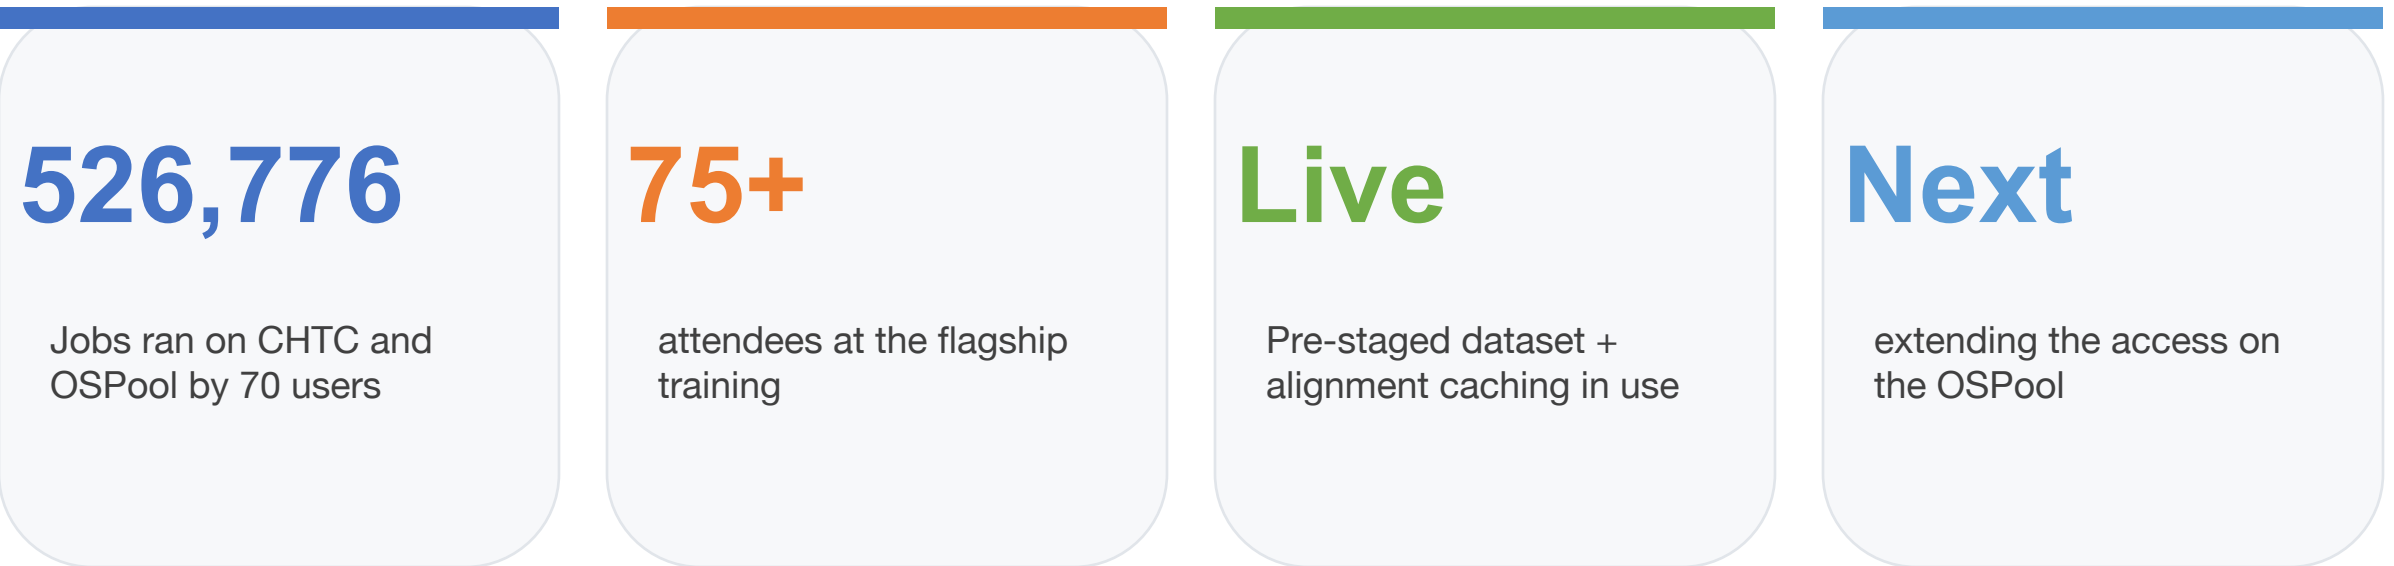 526,776
Jobs ran on CHTC and
OSPool by 70 users
75+
attendees at the flagship
training
Live
Pre-staged dataset +
alignment caching in use
Next
extending the access on
the OSPool